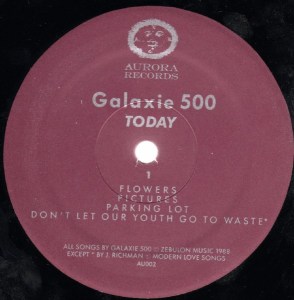 AURORA
RECORDS
Galaxie 500
TODAY
1
FLOWERS
PICTURES
PARKING LOT
DON'T LET OUR YOUTH GO TO WASTE*
ALL SONGS BY GALAXIE 500 © ZEBULON MUSIC 1988
EXCEPT * BY J. RICHMAN © MODERN LOVE SONGS
AU002